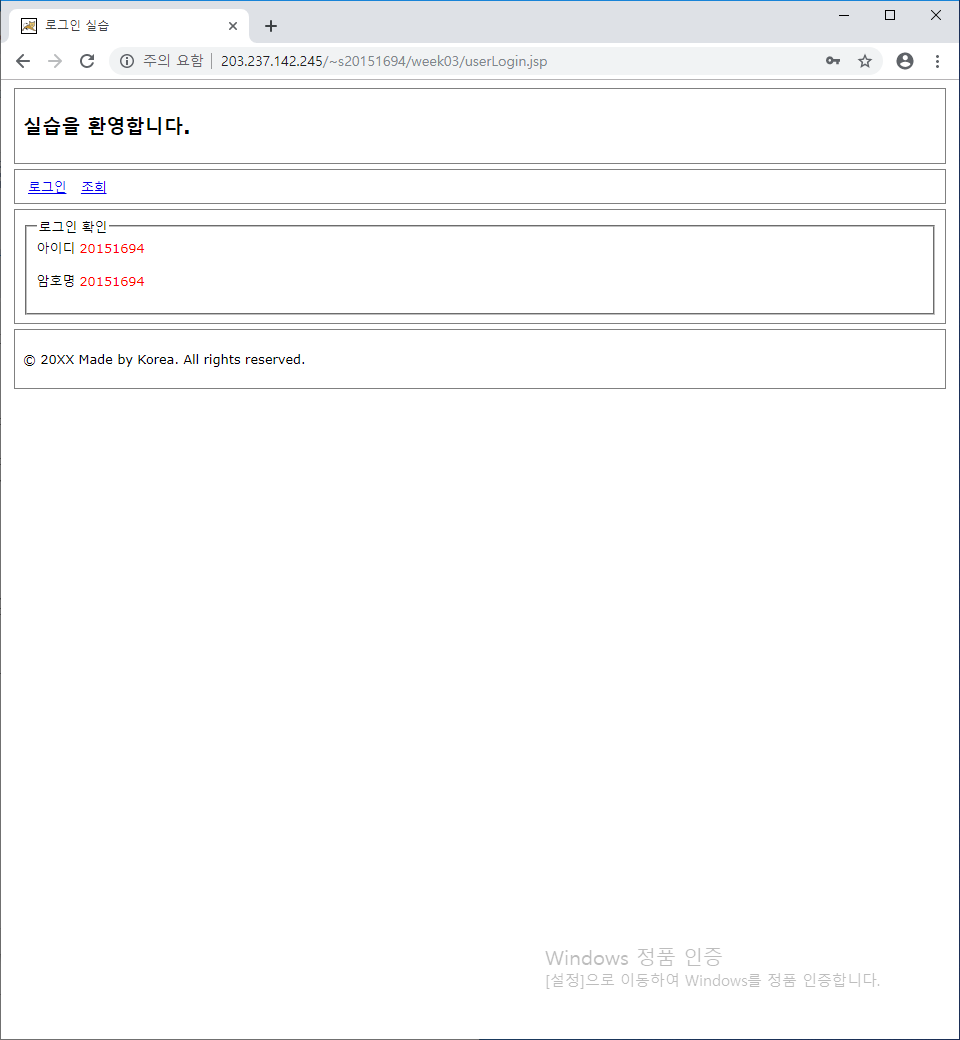 로그인 실습
주의 요함 | 203.237.142.245/~s20151694/week03/userLogin.jsp
실습을 환영합니다.
로그인 조회
로그인 확인
아이디 20151694
암호명 20151694
© 20XX Made by Korea. All rights reserved.
Windows 정품 인증
[설정]으로 이동하여 Windows를 정품 인증합니다.